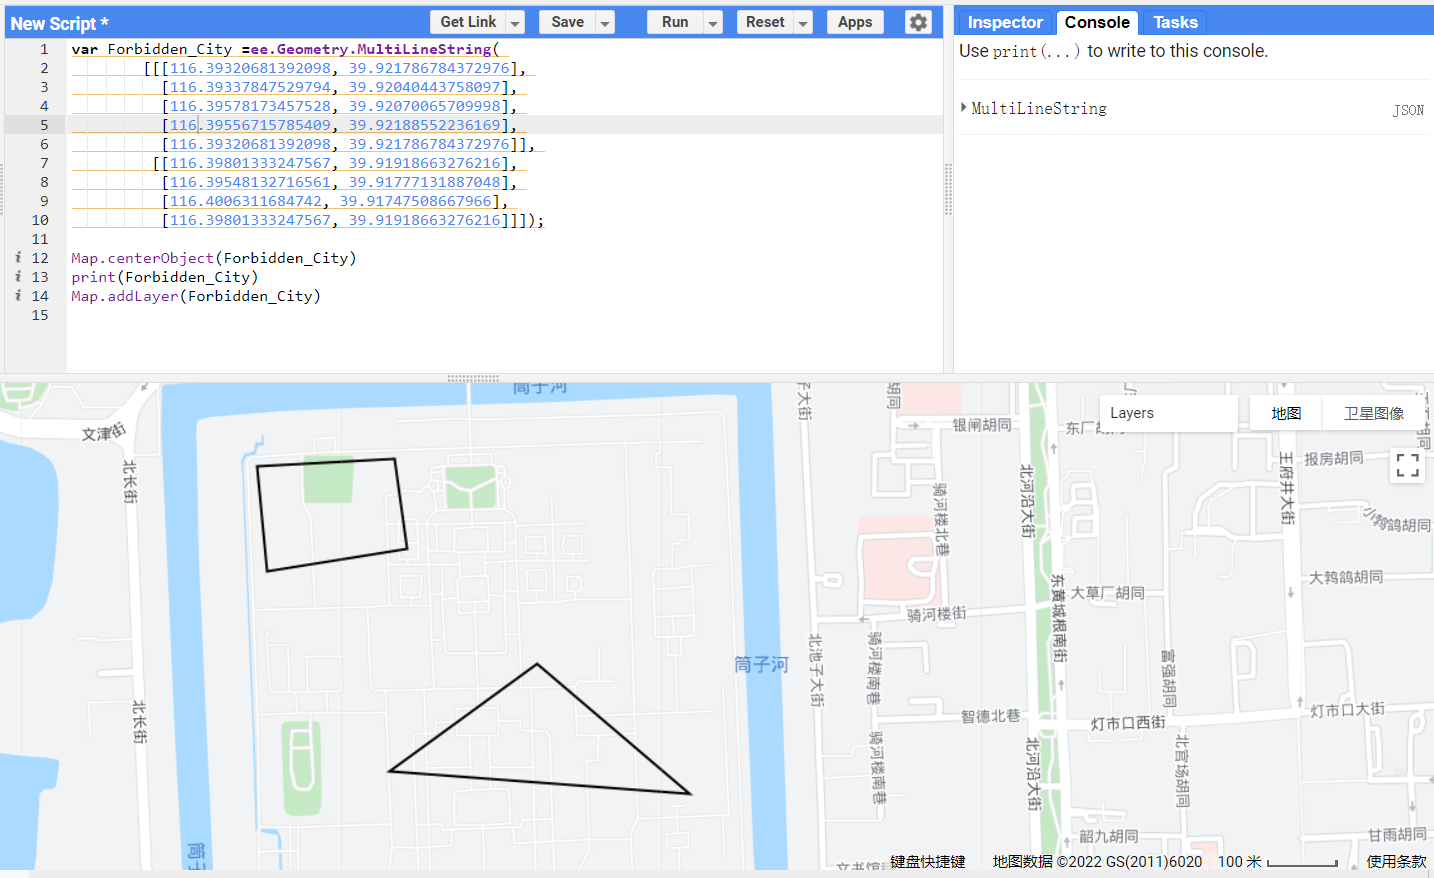 New Script *
Get Link
Save
Run
Reset
Apps
Inspector
Console
Tasks
1 var Forbidden_City =ee.Geometry.MultiLineString(
2 [[[116.39320681392098, 39.921786784372976],
3 [116.39337847529794, 39.92040443758097],
4 [116.39578173457528, 39.92070065709998],
5 [116.39556715785409, 39.92188552236169],
6 [116.39320681392098, 39.921786784372976]],
7 [[116.39801333247567, 39.91918663276216],
8 [116.39548132716561, 39.91777131887048],
9 [116.4006311684742, 39.91747508667966],
10 [116.39801333247567, 39.91918663276216]]]);
11
i 12 Map.centerObject(Forbidden_City)
i 13 print(Forbidden_City)
i 14 Map.addLayer(Forbidden_City)
15
Use print(...) to write to this console.
MultiLineString
JSON
筒子河
Layers
地图
卫星图像
文津街
北长街
北长街
筒子河
胡同
银闸胡同
东厂胡同
报房胡同
王府井大街
小鹁鸽胡同
大鹁鸽胡同
骑河楼北巷
北河沿大街
大草厂胡同
东黄城根南街
骑河楼街
北池子大街
骑河楼南巷
富强胡同
智德北巷
灯市口西街
灯市口大街
骑河楼南巷
北河沿大街
北官场胡同
韶九胡同
甘雨胡同
键盘快捷键
地图数据 ©2022 GS(2011)6020
100 米
使用条款